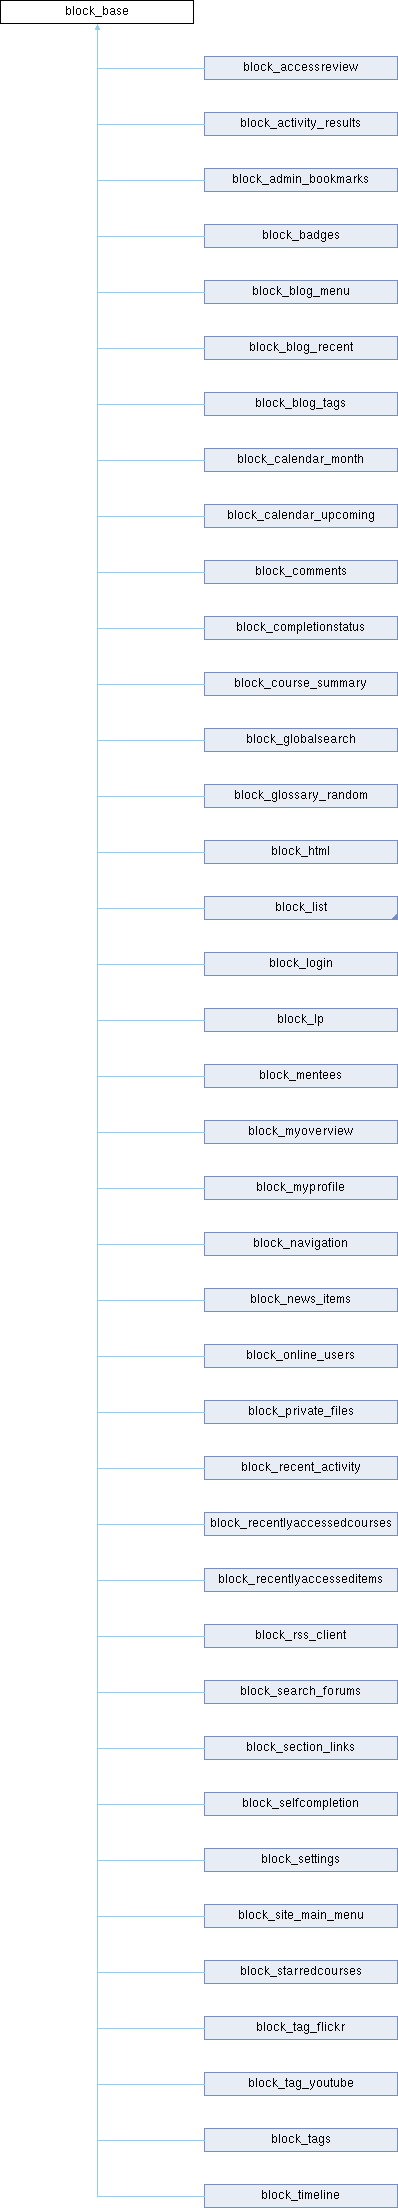 block_base
block_accessreview
block_activity_results
block_admin_bookmarks
block_badges
block_blog_menu
block_blog_recent
block_blog_tags
block_calendar_month
block_calendar_upcoming
block_comments
block_completionstatus
block_course_summary
block_globalsearch
block_glossary_random
block_html
block_list
block_login
block_lp
block_mentees
block_myoverview
block_myprofile
block_navigation
block_news_items
block_online_users
block_private_files
block_recent_activity
block_recentlyaccessedcourses
block_recentlyaccesseditems
block_rss_client
block_search_forums
block_section_links
block_selfcompletion
block_settings
block_site_main_menu
block_starredcourses
block_tag_flickr
block_tag_youtube
block_tags
block_timeline